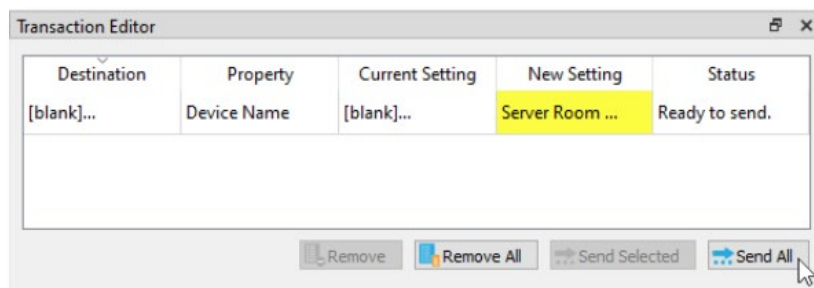 Transaction Editor
Destination Property Current Setting New Setting Status
[blank]... Device Name [blank]... Server Room ... Ready to send.
Remove Remove All Send Selected Send All